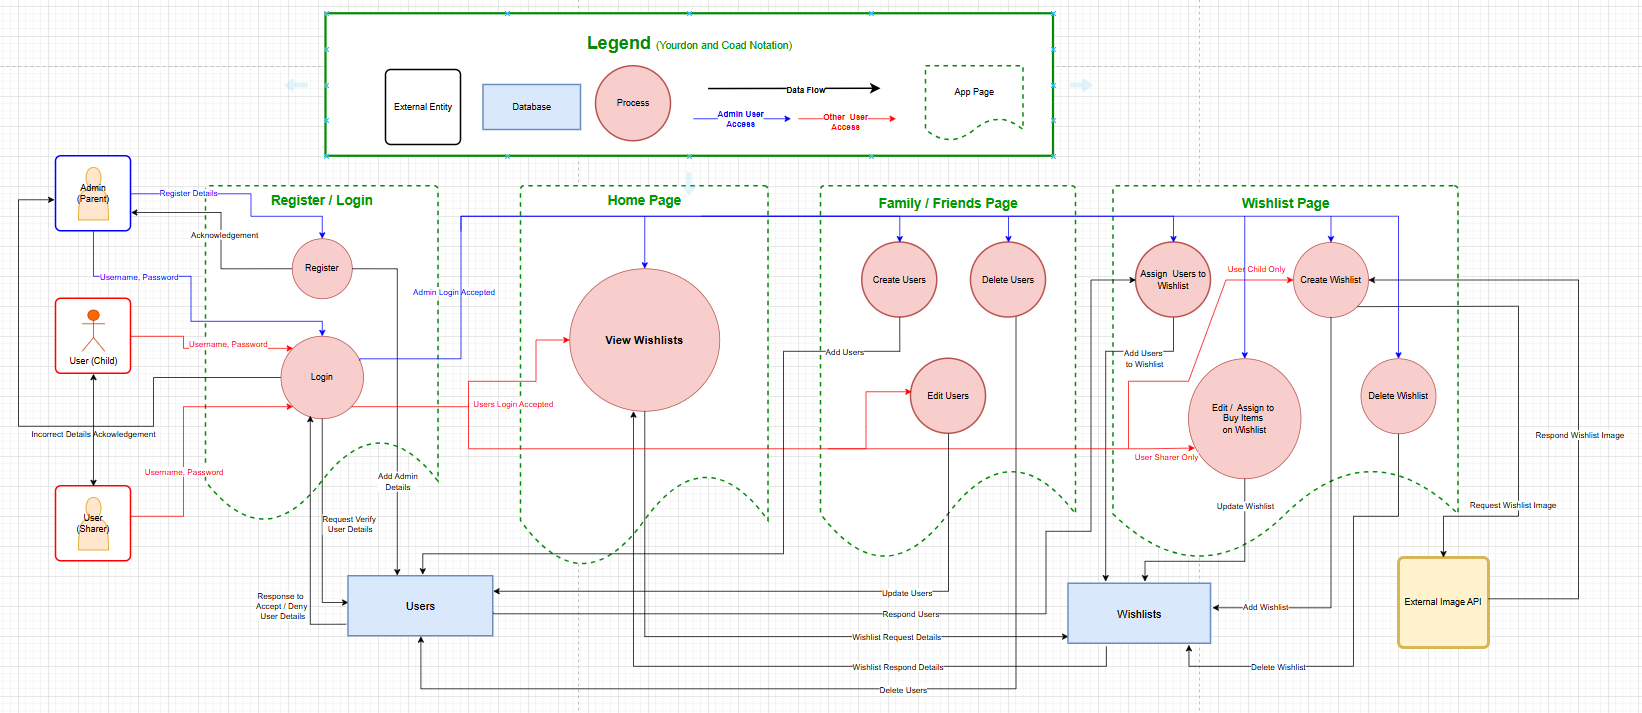 Legend (Yourdon and Coad Notation)
External Entity
Database
Process
Data Flow
Admin User
Access
Other User
Access
App Page
Admin
(Parent)
Register Details
Acknowledgement
Username, Password
User (Child)
Username, Password
Incorrect Details Ackowledgement
Username, Password
User
(Sharer)
Register / Login
Register
Login
Admin Login Accepted
Users Login Accepted
Add Admin
Details
Request Verify
User Details
Response to
Accept / Deny
User Details
Users
Home Page
View Wishlists
Family / Friends Page
Create Users
Delete Users
Add Users
Edit Users
Update Users
Respond Users
Wishlist Request Details
Wishlist Respond Details
Delete Users
Wishlist Page
Assign Users to
Wishlist
User Child Only
Create Wishlist
Add Users
to Wishlist
Edit / Assign to
Buy Items
on Wishlist
Delete Wishlist
User Sharer Only
Update Wishlist
Respond Wishlist Image
Request Wishlist Image
Wishlists
Add Wishlist
Delete Wishlist
External Image API